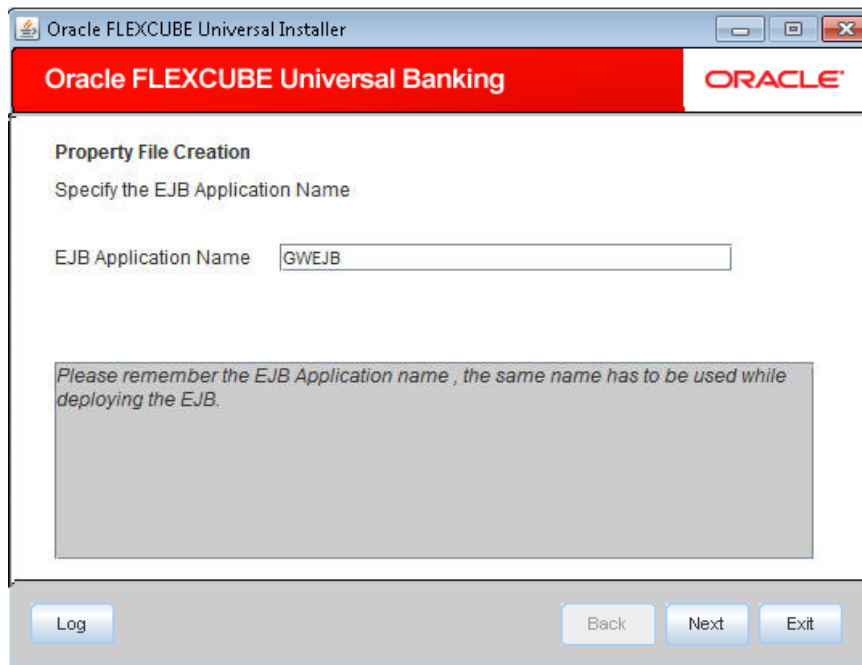 Oracle FLEXCUBE Universal Installer
Oracle FLEXCUBE Universal Banking
ORACLE
Property File Creation
Specify the EJB Application Name
EJB Application Name GWEJB
Please remember the EJB Application name , the same name has to be used while
deploying the EJB.
Log Back Next Exit